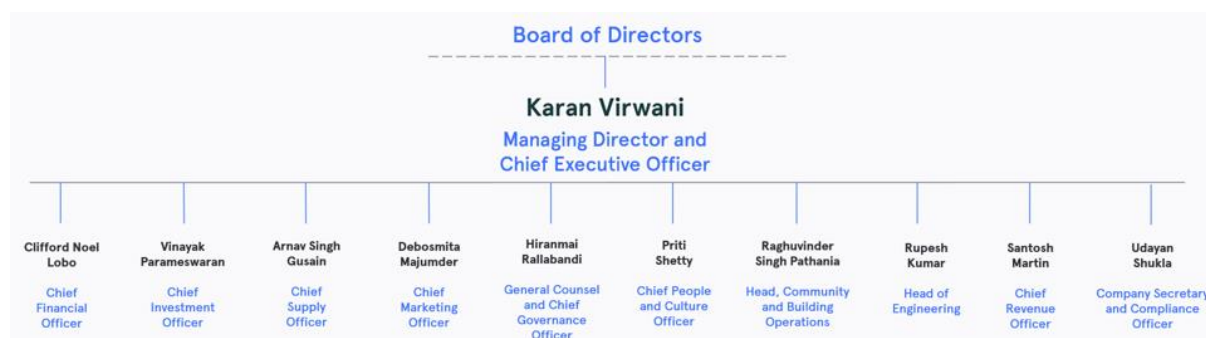 Board of Directors
Karan Virwani
Managing Director and
Chief Executive Officer
Clifford Noel
Lobo
Chief
Financial
Officer
Vinayak
Parameswaran
Chief
Investment
Officer
Arnav Singh
Gusain
Chief
Supply
Officer
Debosmita
Majumder
Chief
Marketing
Officer
Hiranmai
Rallabandi
General Counsel
and Chief
Governance
Officer
Priti
Shetty
Chief People
and Culture
Officer
Raghuvinder
Singh Pathania
Head, Community
and Building
Operations
Rupesh
Kumar
Head of
Engineering
Santosh
Martin
Chief
Revenue
Officer
Udayan
Shukla
Company Secretary
and Compliance
Officer